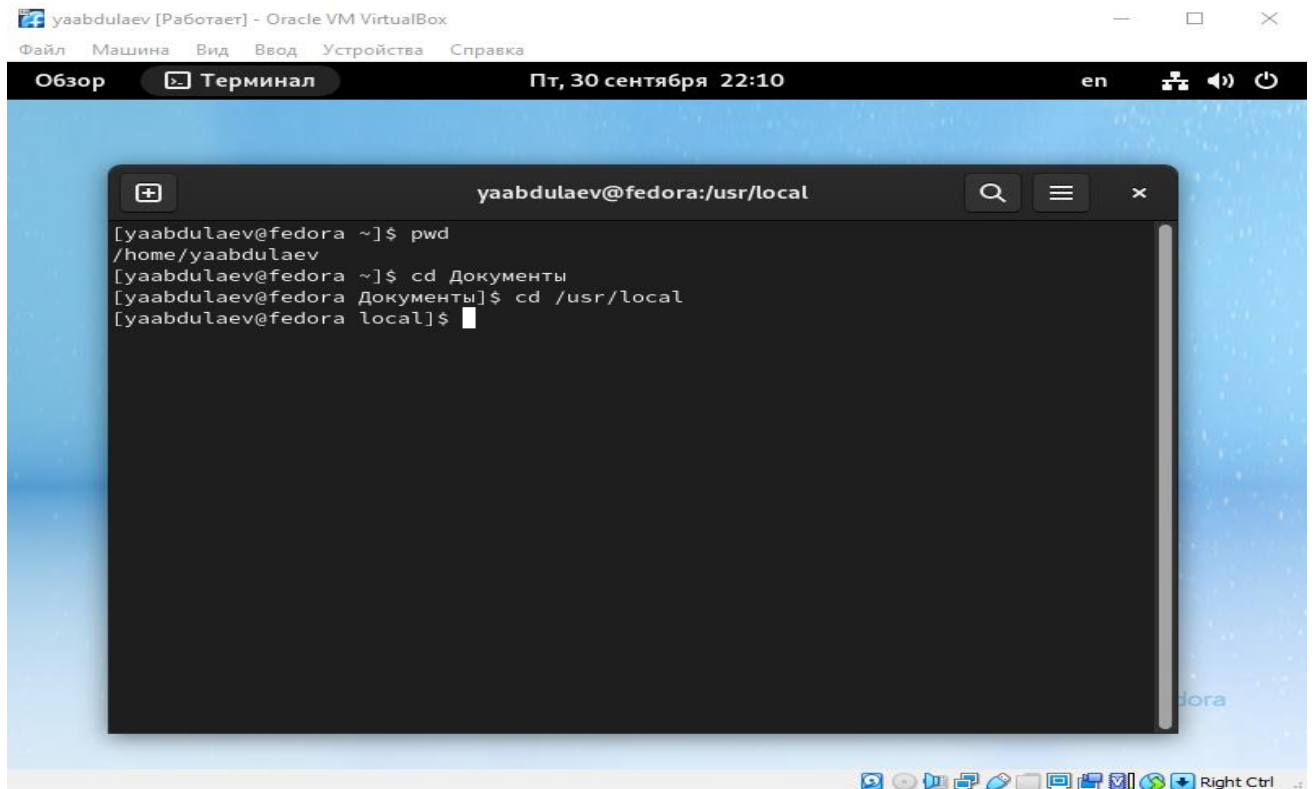 yaabdulaev [Работает] - Oracle VM VirtualBox
Файл Машина Вид Ввод Устройства Справка
Обзор Терминал Пт, 30 сентября 22:10 en
yaabdulaev@fedora:/usr/local
[yaabdulaev@fedora ~]$ pwd
/home/yaabdulaev
[yaabdulaev@fedora ~]$ cd Документы
[yaabdulaev@fedora Документы]$ cd /usr/local
[yaabdulaev@fedora local]$
dora
Right Ctrl